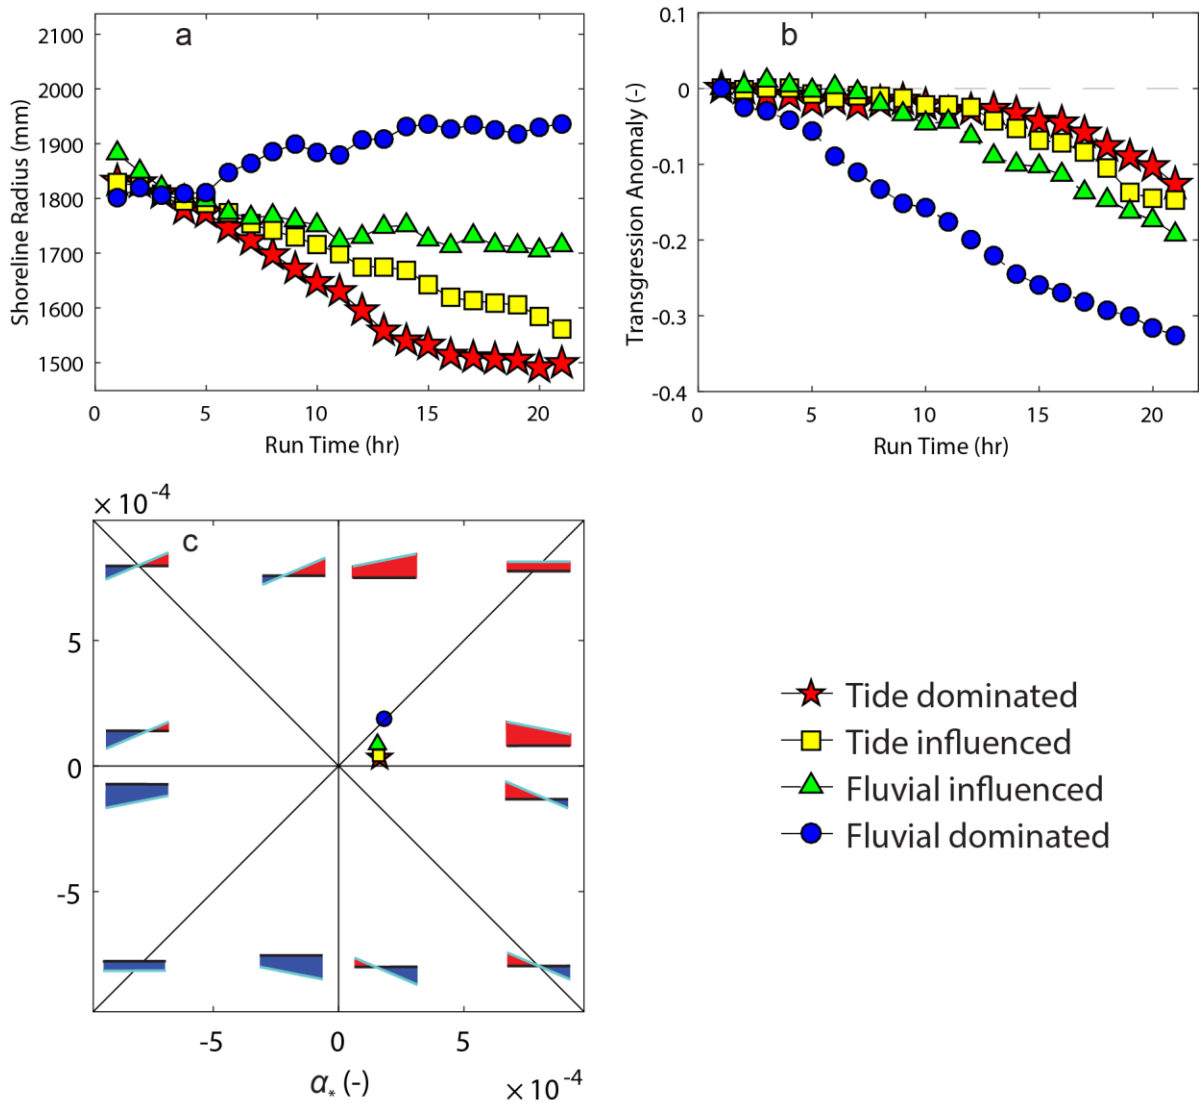 a
2100
2000
1900
1800
1700
1600
1500
Shoreline Radius (mm)
0 5 10 15 20
Run Time (hr)
b
0.1
0
-0.1
-0.2
-0.3
-0.4
Transgression Anomaly (-)
0 5 10 15 20
Run Time (hr)
× 10⁻⁴
c
5
0
-5
-5 0 5
α* (-)
× 10⁻⁴
Tide dominated
Tide influenced
Fluvial influenced
Fluvial dominated